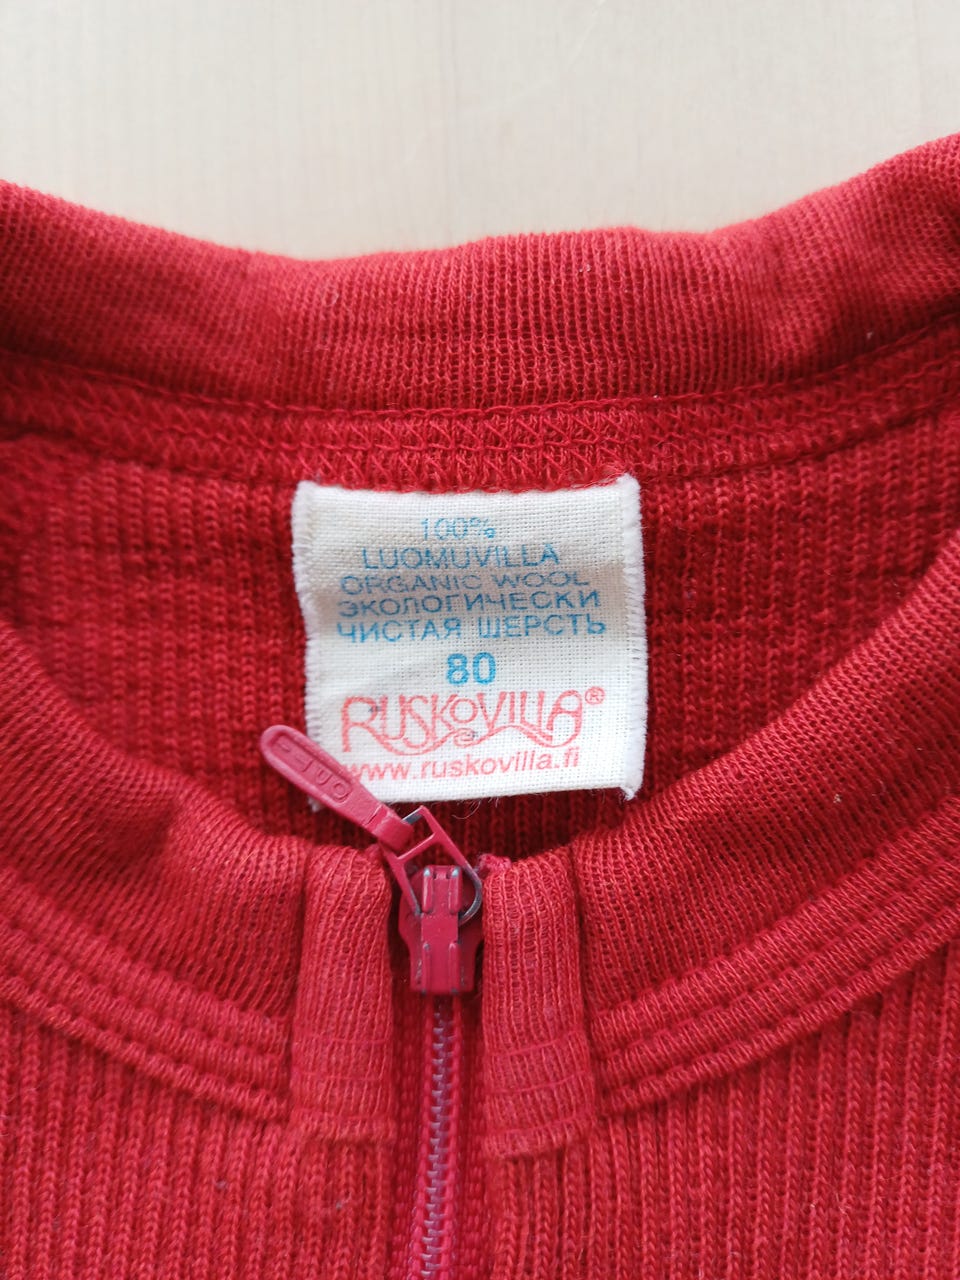 100%
LUOMUVILLA
ORGANIC WOOL
ЭКОЛОГИЧЕСКИ
ЧИСТАЯ ШЕРСТЬ
80
RUSKOVILLA®
www.ruskovilla.fi